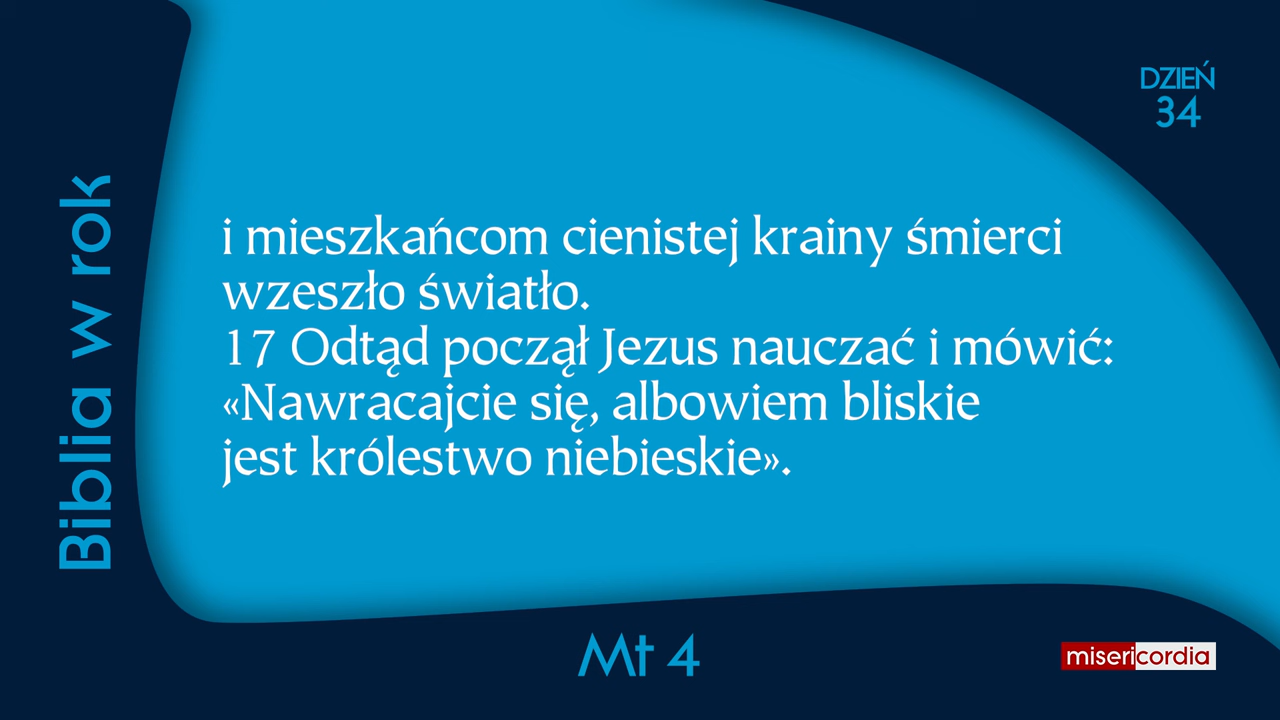 DZIEŃ
34
Biblia w rok
i mieszkańcom cienistej krainy śmierci
wzeszło światło.
17 Odtąd począł Jezus nauczać i mówić:
«Nawracajcie się, albowiem bliskie
jest królestwo niebieskie».
Mt 4
misericordia